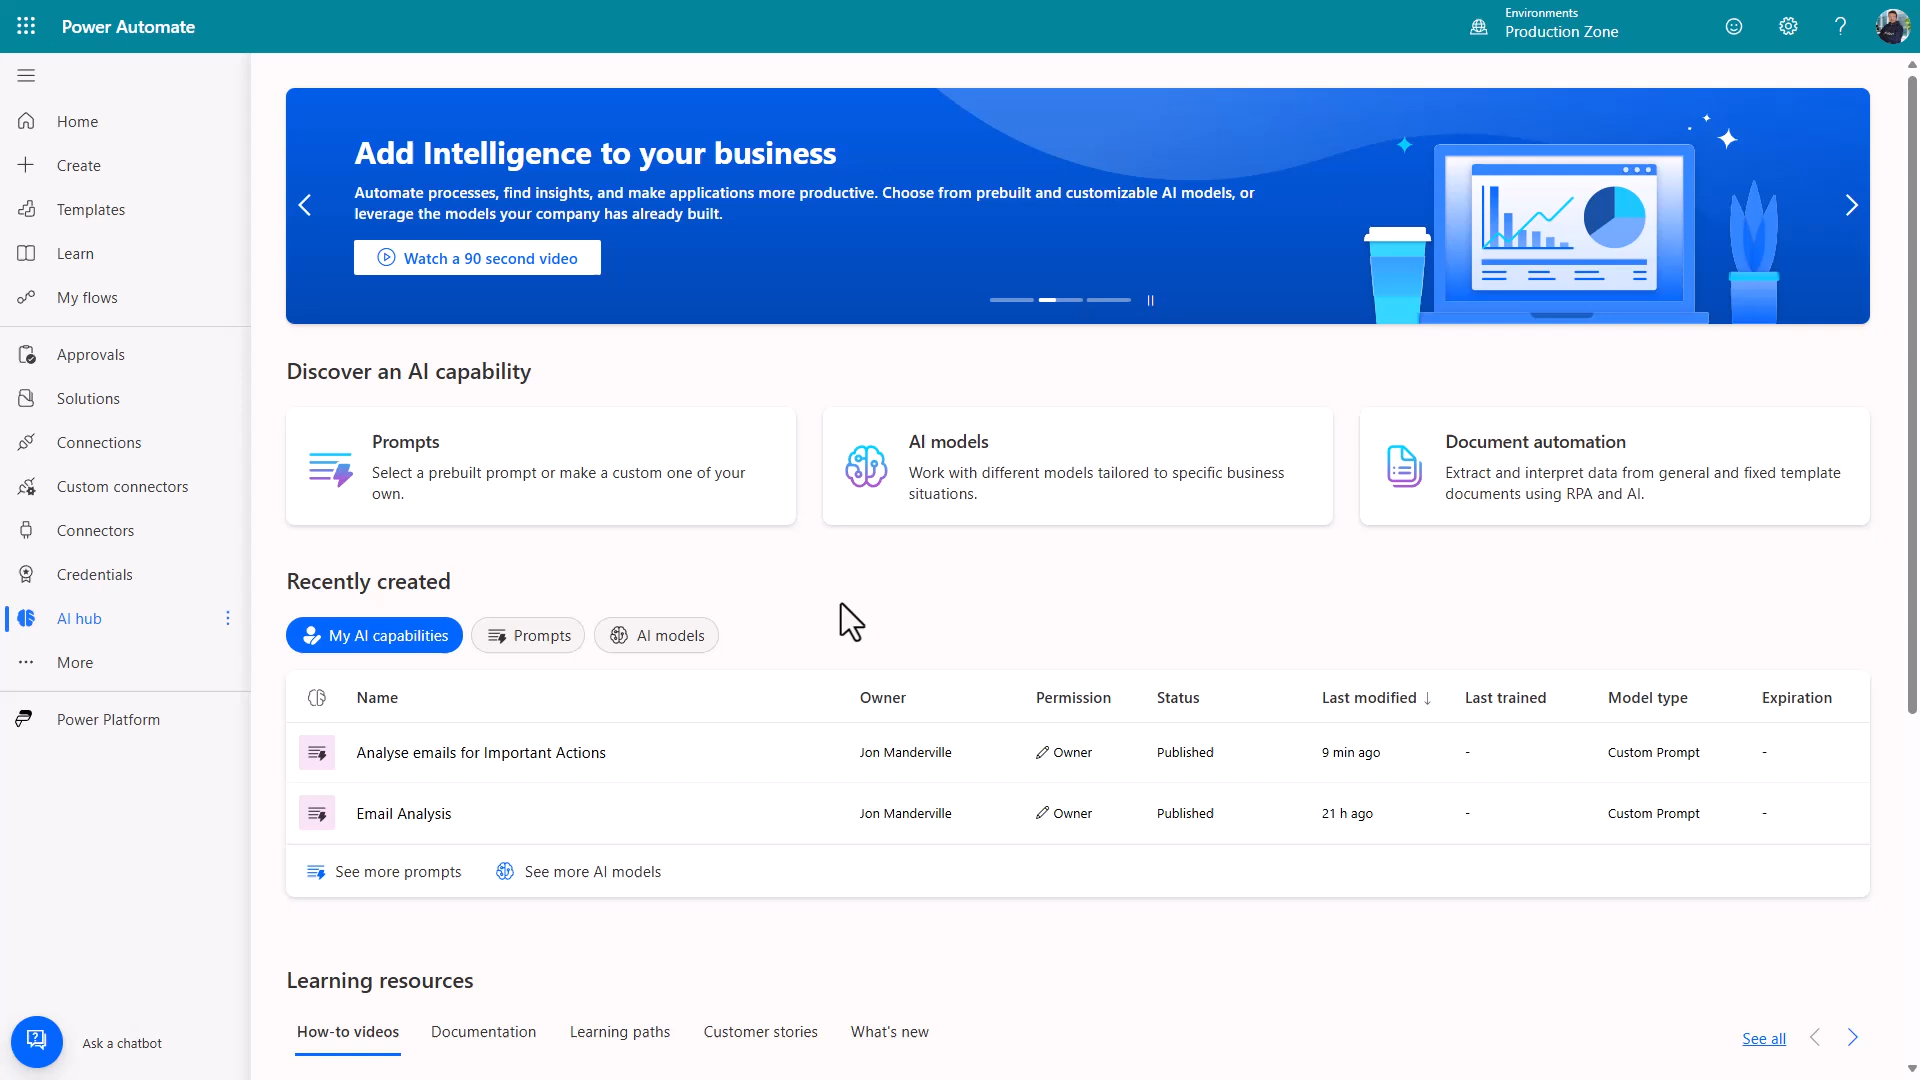 Power Automate
Environments
Production Zone
Home
Create
Templates
Learn
My flows
Approvals
Solutions
Connections
Custom connectors
Connectors
Credentials
AI hub
More
Power Platform
Ask a chatbot
Add Intelligence to your business
Automate processes, find insights, and make applications more productive. Choose from prebuilt and customizable AI models, or
leverage the models your company has already built.
Watch a 90 second video
Discover an AI capability
Prompts
Select a prebuilt prompt or make a custom one of your
own.
AI models
Work with different models tailored to specific business
situations.
Document automation
Extract and interpret data from general and fixed template
documents using RPA and AI.
Recently created
My AI capabilities
Prompts
AI models
Name Owner Permission Status Last modified ↓ Last trained Model type Expiration
Analyse emails for Important Actions Jon Manderville Owner Published 9 min ago - Custom Prompt -
Email Analysis Jon Manderville Owner Published 21 h ago - Custom Prompt -
See more prompts See more AI models
Learning resources
How-to videos Documentation Learning paths Customer stories What's new
See all